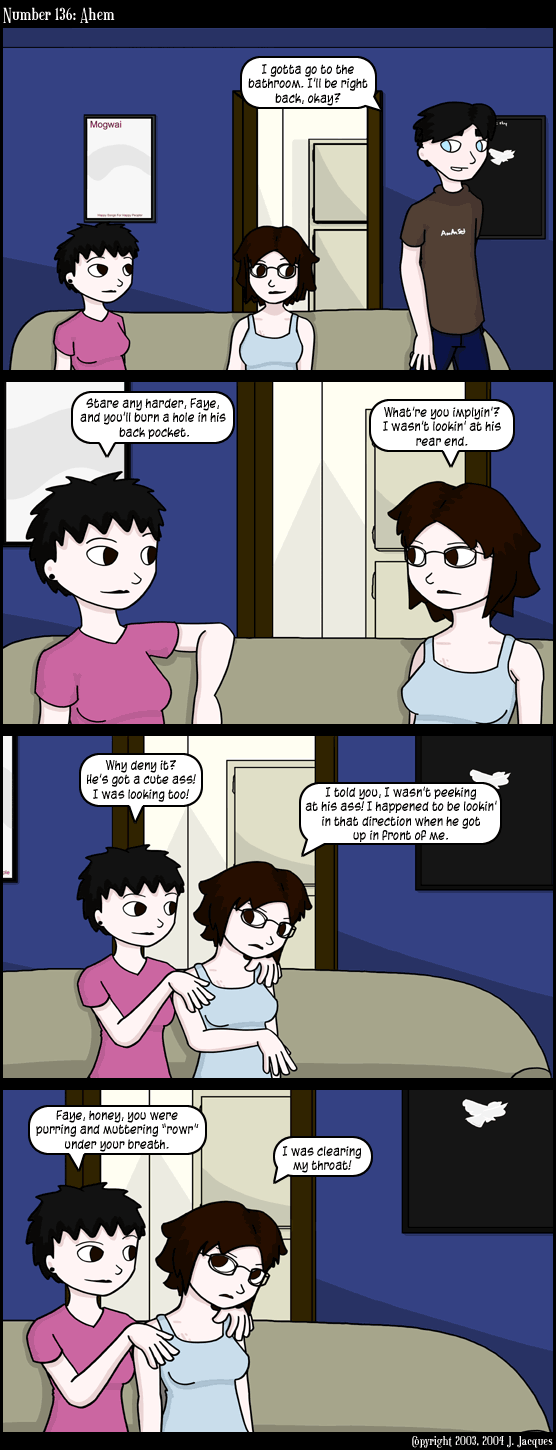 Number 136: Ahem
I gotta go to the
bathroom. I'll be right
back, okay?
Mogwai
Happy Songs For Happy People
AmAnSet
Stare any harder, Faye,
and you'll burn a hole in his
back pocket.
What're you implyin'?
I wasn't lookin' at his
rear end.
Why deny it?
He's got a cute ass!
I was looking too!
I told you, I wasn't peeking
at his ass! I happened to be lookin'
in that direction when he got
up in front of me.
Faye, honey, you were
purring and muttering "rowr"
under your breath.
I was clearing
my throat!
Copyright 2003, 2004 J. Jacques